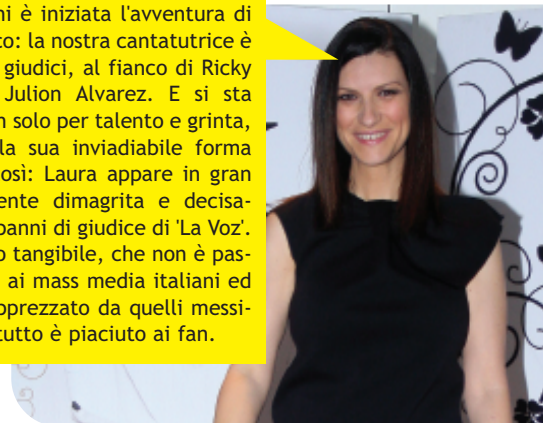 ni è iniziata l'avventura di
co: la nostra cantatutrice è
giudici, al fianco di Ricky
Julion Alvarez. E si sta
n solo per talento e grinta,
la sua inviadiabile forma
osì: Laura appare in gran
ente dimagrita e decisa-
panni di giudice di 'La Voz'.
o tangibile, che non è pas-
ai mass media italiani ed
pprezzato da quelli messi-
tutto è piaciuto ai fan.